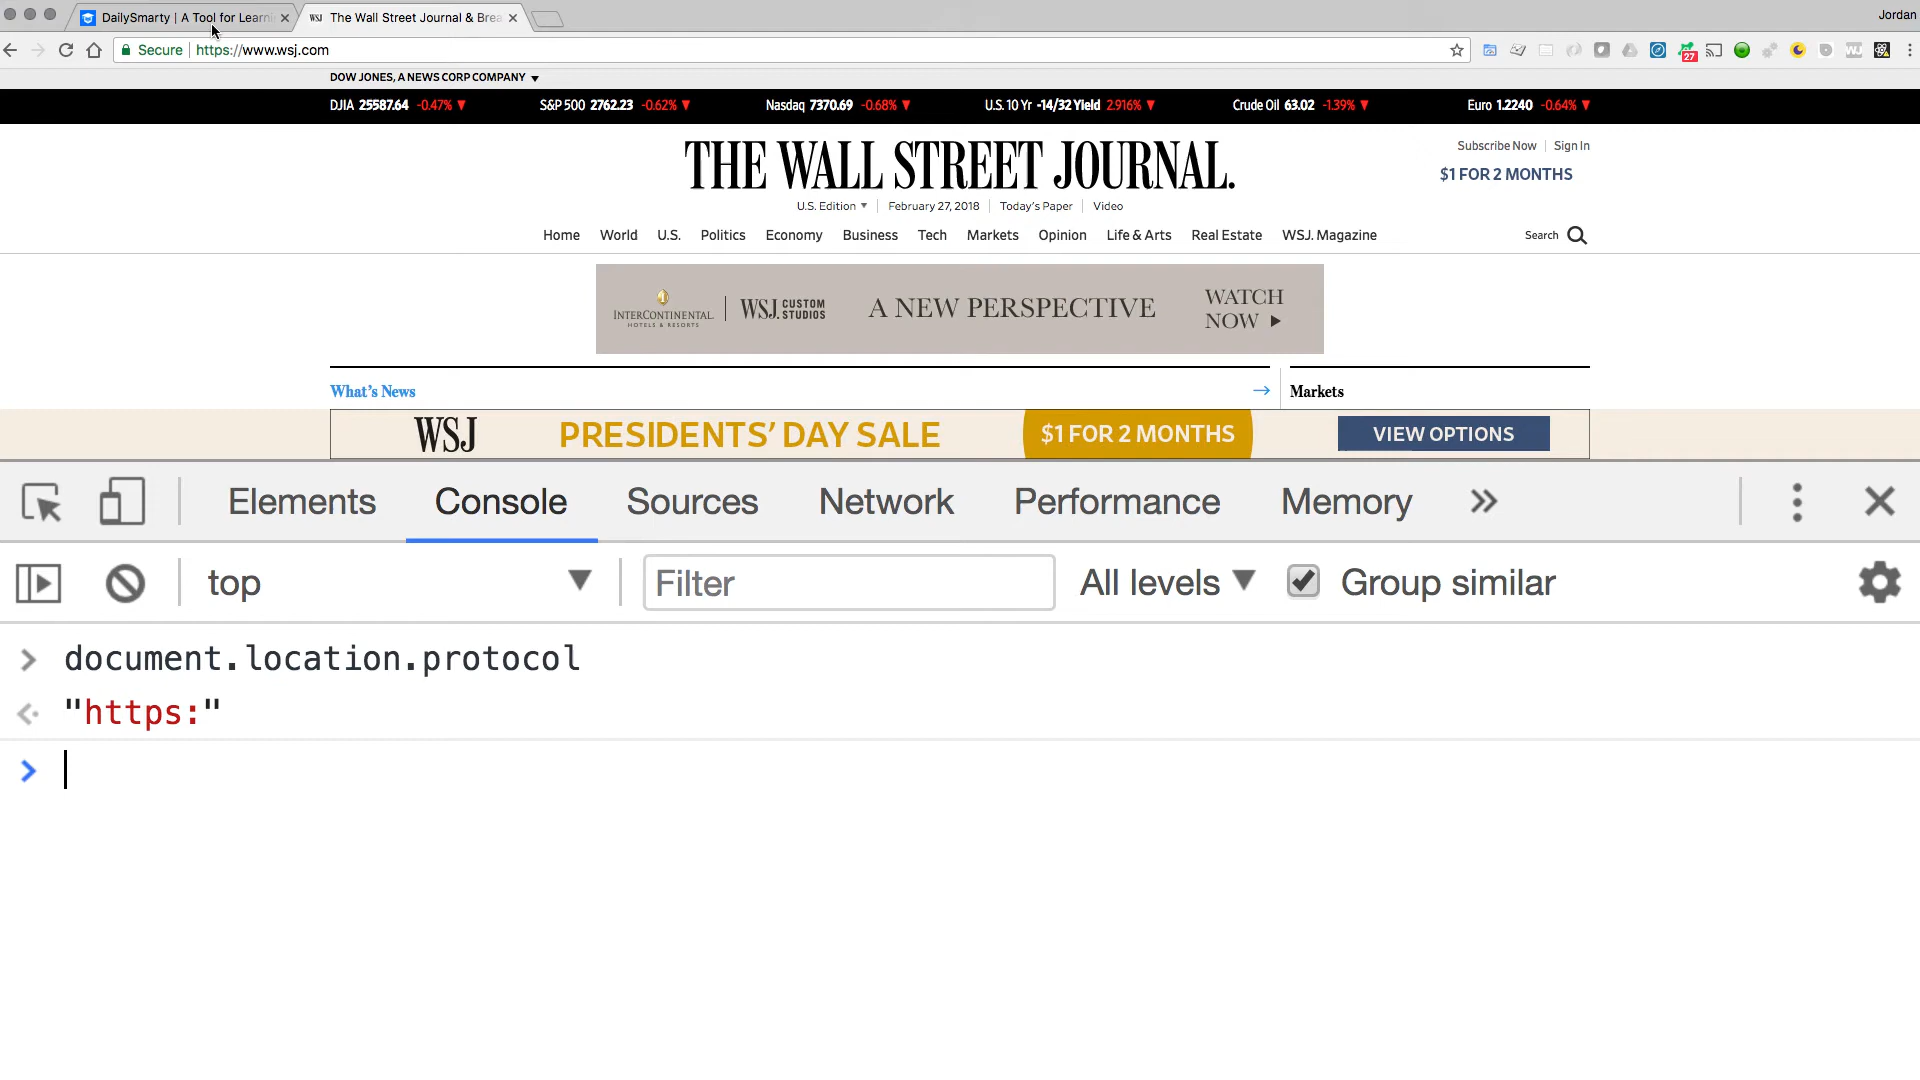 DailySmarty | A Tool for Learni
The Wall Street Journal & Brea
Jordan
Secure
https://www.wsj.com
27
DOW JONES, A NEWS CORP COMPANY
DJIA 25587.64 -0.47% ▼ S&P 500 2762.23 -0.62% ▼ Nasdaq 7370.69 -0.68% ▼ U.S. 10 Yr -14/32 Yield 2.916% ▼ Crude Oil 63.02 -1.39% ▼ Euro 1.2240 -0.64% ▼
THE WALL STREET JOURNAL.
Subscribe Now | Sign In
$1 FOR 2 MONTHS
U.S. Edition ▼ | February 27, 2018 | Today's Paper | Video
Home World U.S. Politics Economy Business Tech Markets Opinion Life & Arts Real Estate WSJ. Magazine
Search
INTERCONTINENTAL
HOTELS & RESORTS
WSJ. CUSTOM STUDIOS
A NEW PERSPECTIVE
WATCH
NOW ▶
What's News →
Markets
WSJ PRESIDENTS' DAY SALE $1 FOR 2 MONTHS VIEW OPTIONS
Elements Console Sources Network Performance Memory »
top ▼ Filter All levels ▼ Group similar
> document.location.protocol
"https:"
>